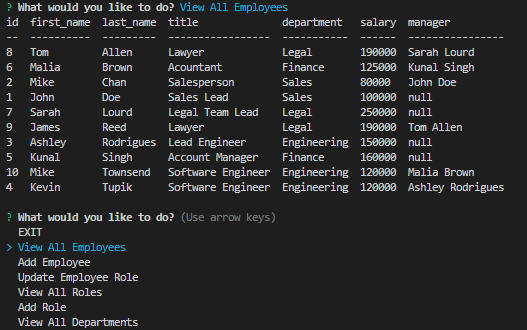 ? What would you like to do? View All Employees
id  first_name  last_name  title              department   salary  manager
--  ----------  ---------  -----------------  -----------  ------  ----------------
8   Tom         Allen      Lawyer             Legal        190000  Sarah Lourd
6   Malia       Brown      Acountant          Finance      125000  Kunal Singh
2   Mike        Chan       Salesperson        Sales        80000   John Doe
1   John        Doe        Sales Lead         Sales        100000  null
7   Sarah       Lourd      Legal Team Lead    Legal        250000  null
9   James       Reed       Lawyer             Legal        190000  Tom Allen
3   Ashley      Rodrigues  Lead Engineer      Engineering  150000  null
5   Kunal       Singh      Account Manager    Finance      160000  null
10  Mike        Townsend   Software Engineer  Engineering  120000  Malia Brown
4   Kevin       Tupik      Software Engineer  Engineering  120000  Ashley Rodrigues
? What would you like to do? (Use arrow keys)
  EXIT
> View All Employees
  Add Employee
  Update Employee Role
  View All Roles
  Add Role
  View All Departments